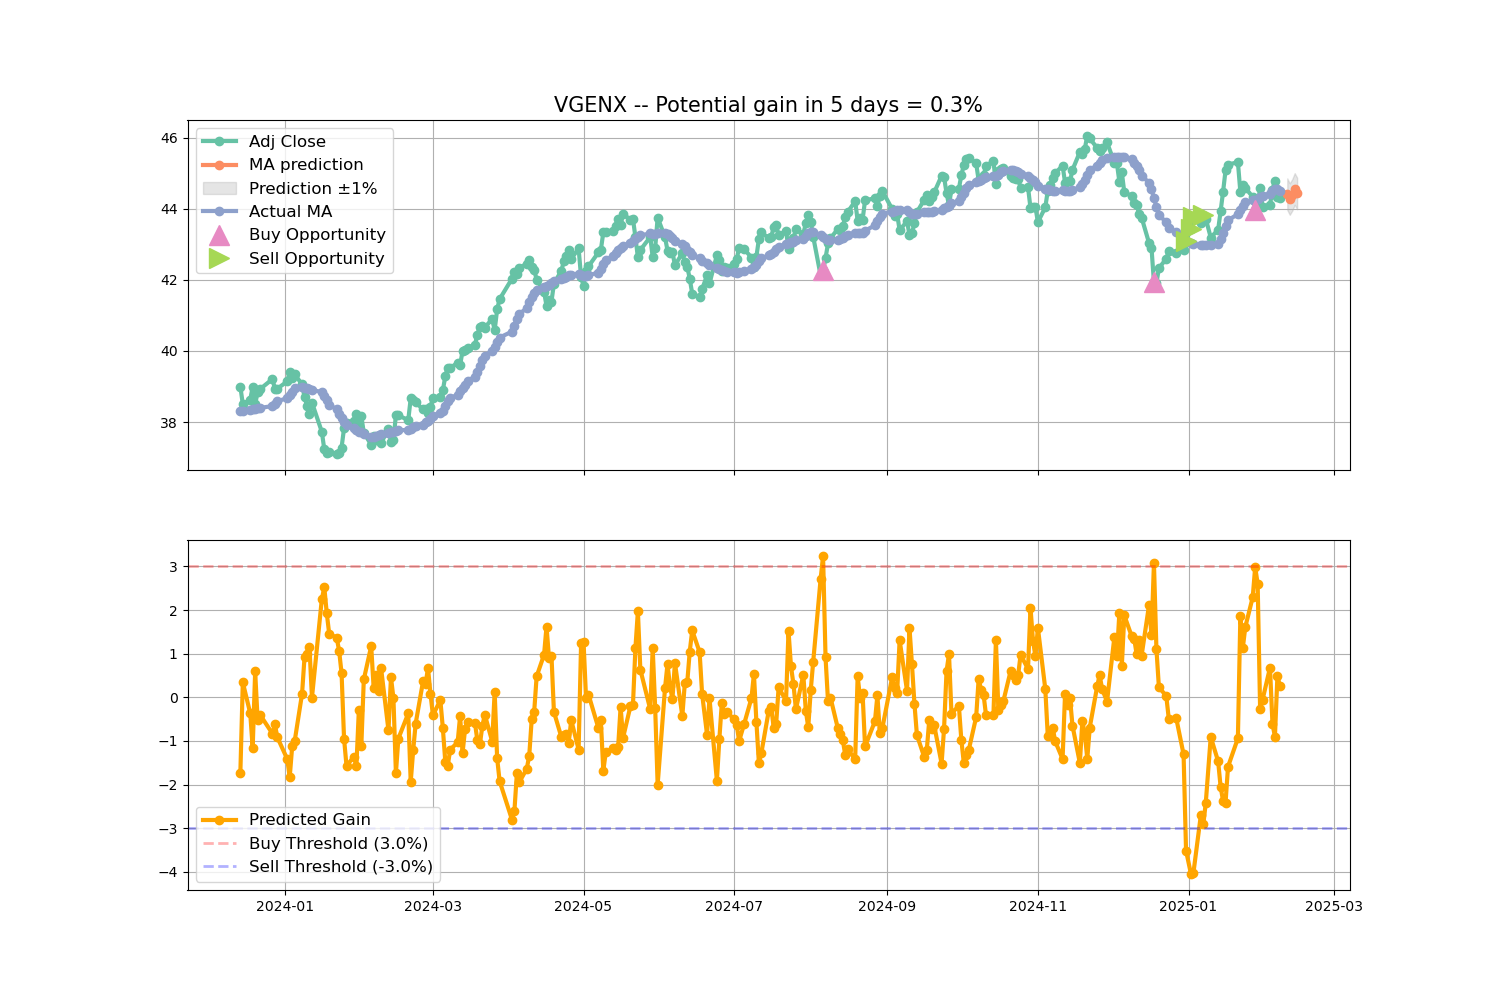 VGENX -- Potential gain in 5 days = 0.3%
46
44
42
40
38
Adj Close
MA prediction
Prediction ±1%
Actual MA
Buy Opportunity
Sell Opportunity
3
2
1
0
−1
−2
−3
−4
Predicted Gain
Buy Threshold (3.0%)
Sell Threshold (-3.0%)
2024-01 2024-03 2024-05 2024-07 2024-09 2024-11 2025-01 2025-03